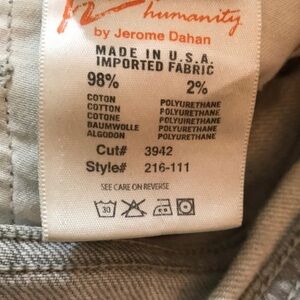 humanity
by Jerome Dahan
MADE IN U.S.A.
IMPORTED FABRIC
98% 2%
COTON POLYURETHANE
COTTON POLYURETHANE
COTONE POLYURETHANE
BAUMWOLLE POLYURETHANE
ALGODON POLYURETHANE
Cut# 3942
Style# 216-111
SEE CARE ON REVERSE
30